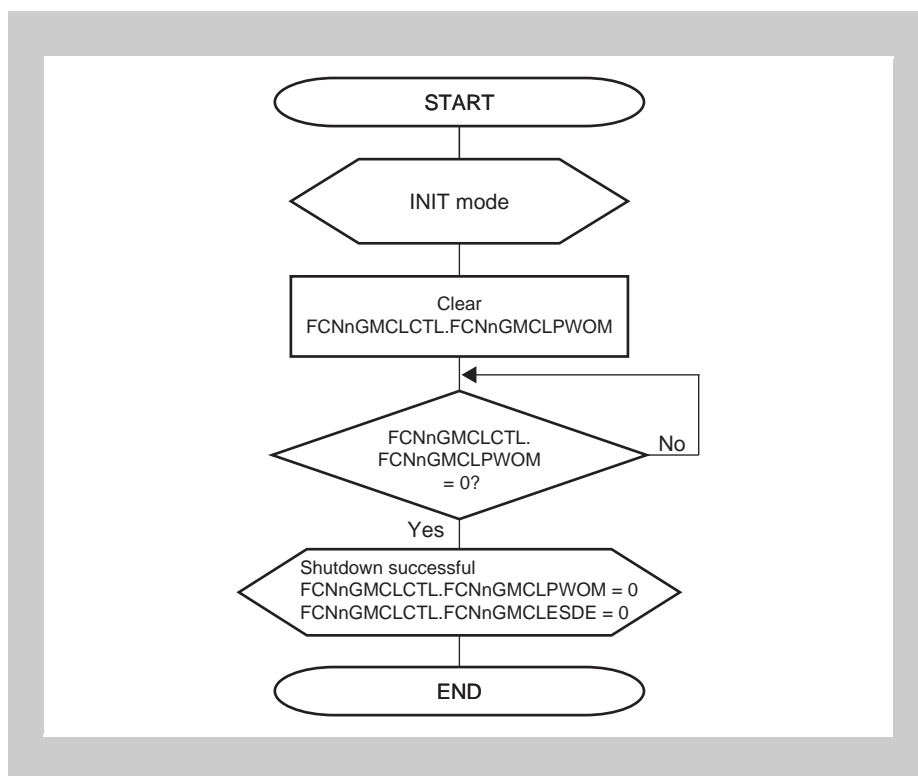 START
INIT mode
Clear
FCNnGMCLCTL.FCNnGMCLPWOM
FCNnGMCLCTL.
FCNnGMCLPWOM
= 0?
No
Yes
Shutdown successful
FCNnGMCLCTL.FCNnGMCLPWOM = 0
FCNnGMCLCTL.FCNnGMCLESDE = 0
END